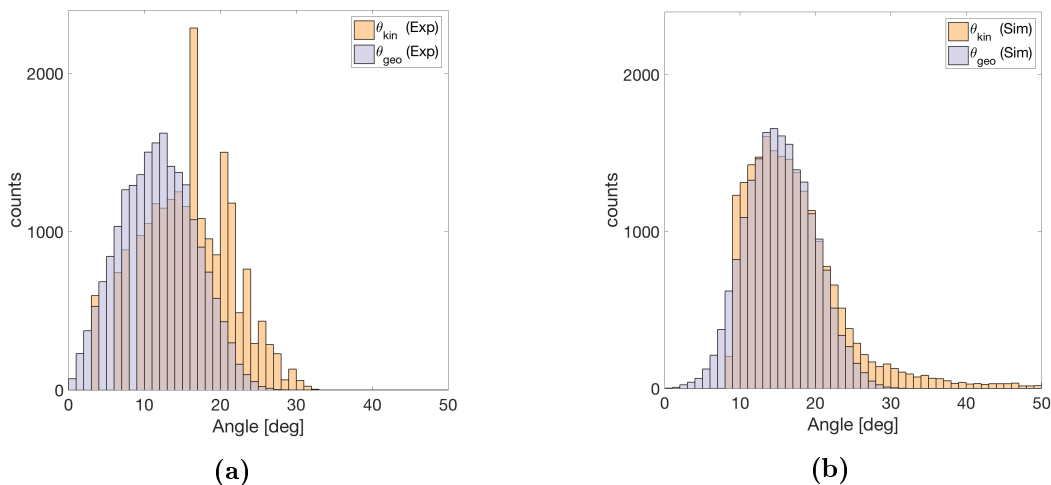 2000
1000
0
counts
0
10
20
30
40
50
Angle [deg]
θkin (Exp)
θgeo (Exp)
(a)
2000
1000
0
counts
0
10
20
30
40
50
Angle [deg]
θkin (Sim)
θgeo (Sim)
(b)